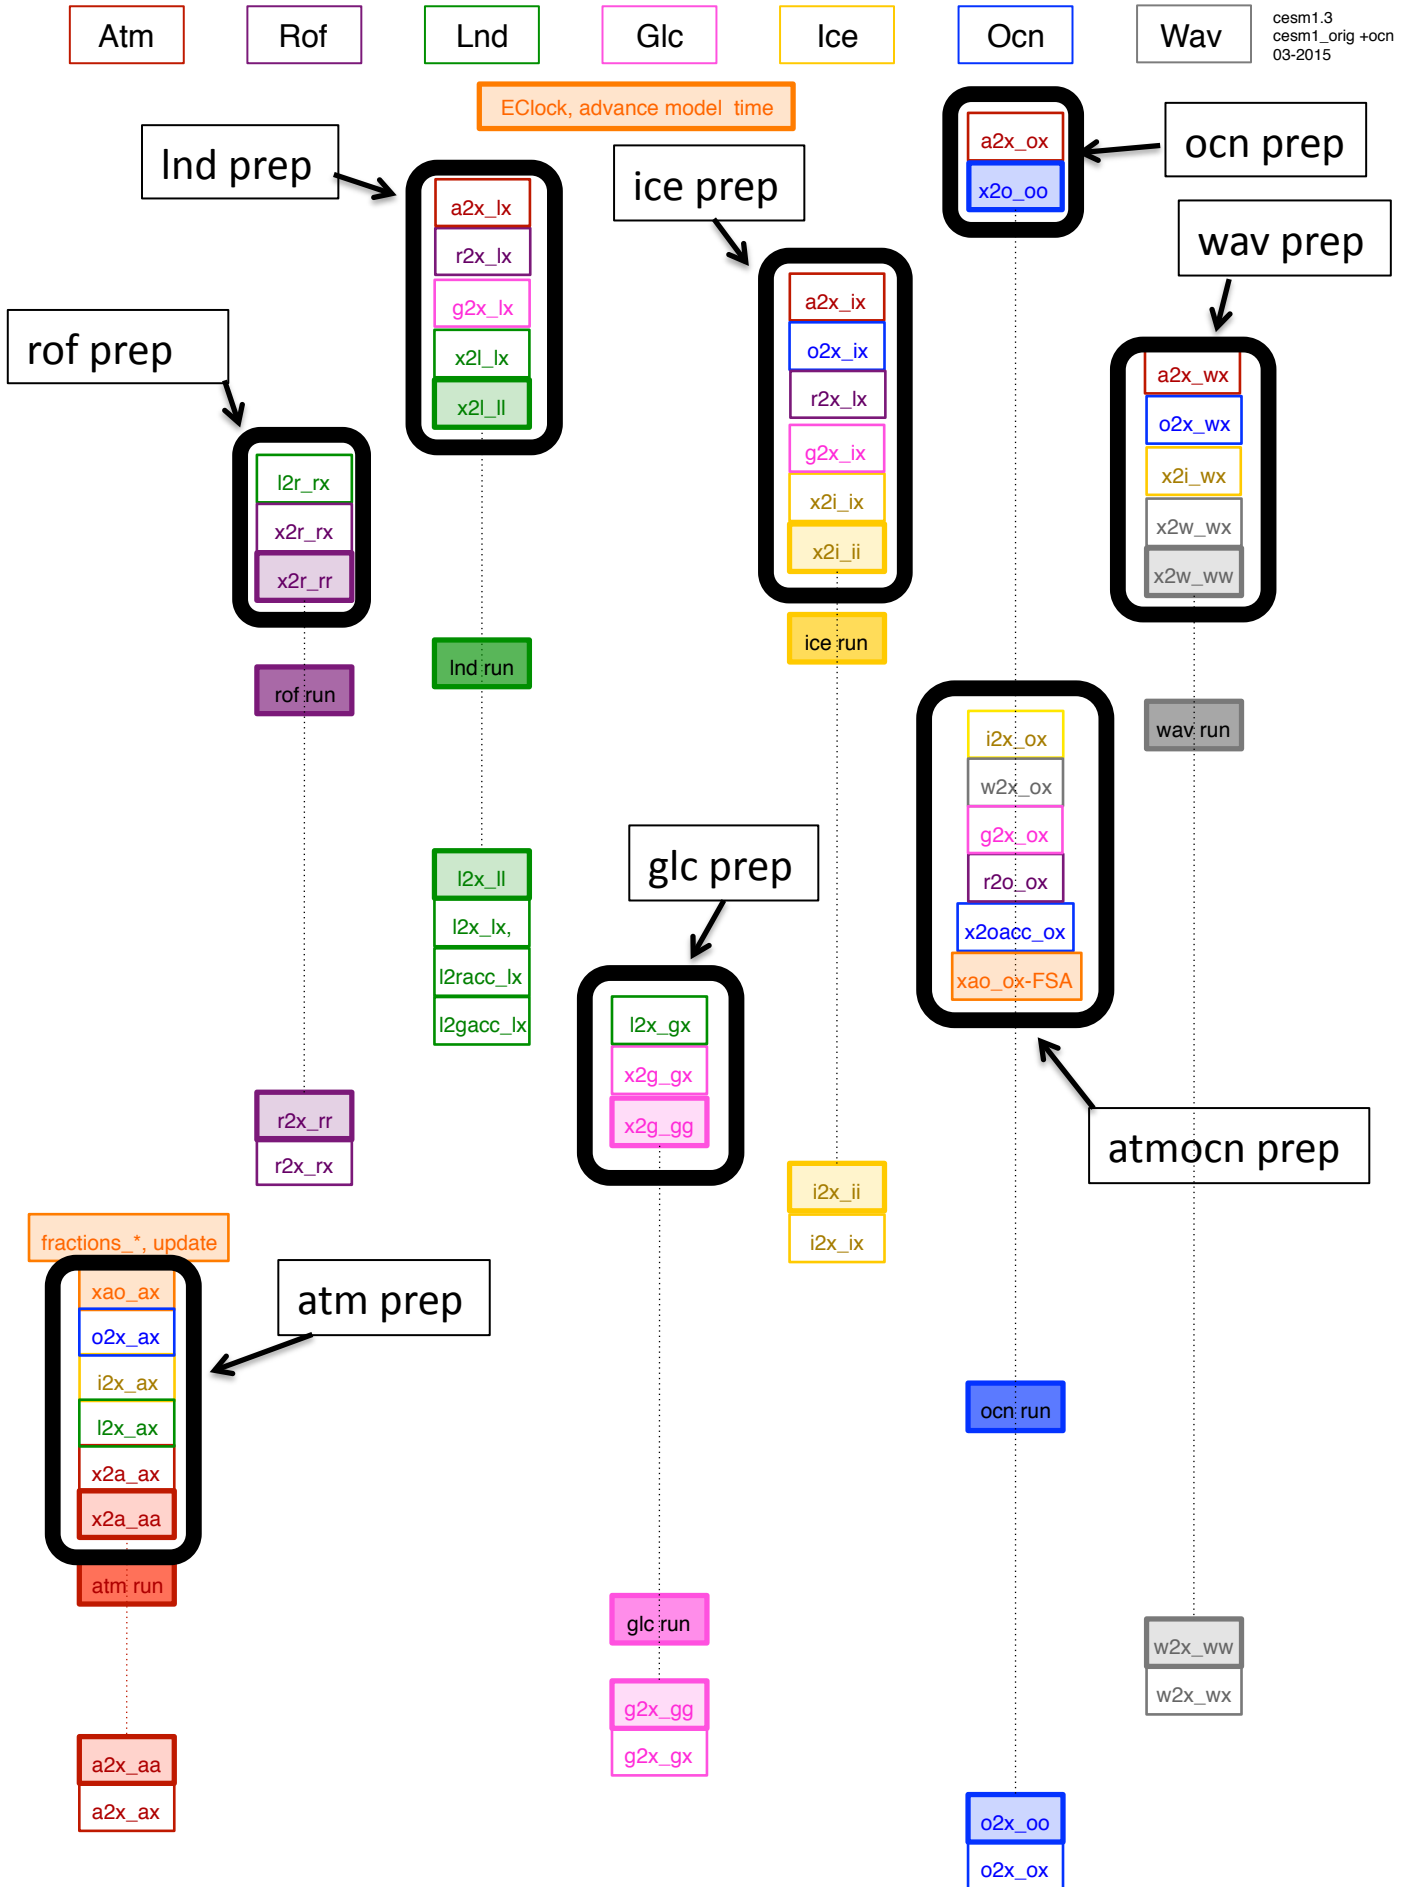 Atm
Rof
Lnd
Glc
Ice
Ocn
Wav
cesm1.3
cesm1_orig +ocn
03-2015
EClock, advance model  time
lnd prep
ice prep
ocn prep
wav prep
rof prep
a2x_ox
x2o_oo
a2x_lx
r2x_lx
g2x_lx
x2l_lx
x2l_ll
a2x_ix
o2x_ix
r2x_lx
g2x_ix
x2i_ix
x2i_ii
a2x_wx
o2x_wx
x2i_wx
x2w_wx
x2w_ww
l2r_rx
x2r_rx
x2r_rr
rof run
lnd run
ice run
wav run
i2x_ox
w2x_ox
g2x_ox
r2o_ox
x2oacc_ox
xao_ox-FSA
atmocn prep
l2x_ll
l2x_lx,
l2racc_lx
l2gacc_lx
glc prep
l2x_gx
x2g_gx
x2g_gg
r2x_rr
r2x_rx
i2x_ii
i2x_ix
fractions_*, update
atm prep
xao_ax
o2x_ax
i2x_ax
l2x_ax
x2a_ax
x2a_aa
atm run
ocn run
glc run
g2x_gg
g2x_gx
w2x_ww
w2x_wx
a2x_aa
a2x_ax
o2x_oo
o2x_ox